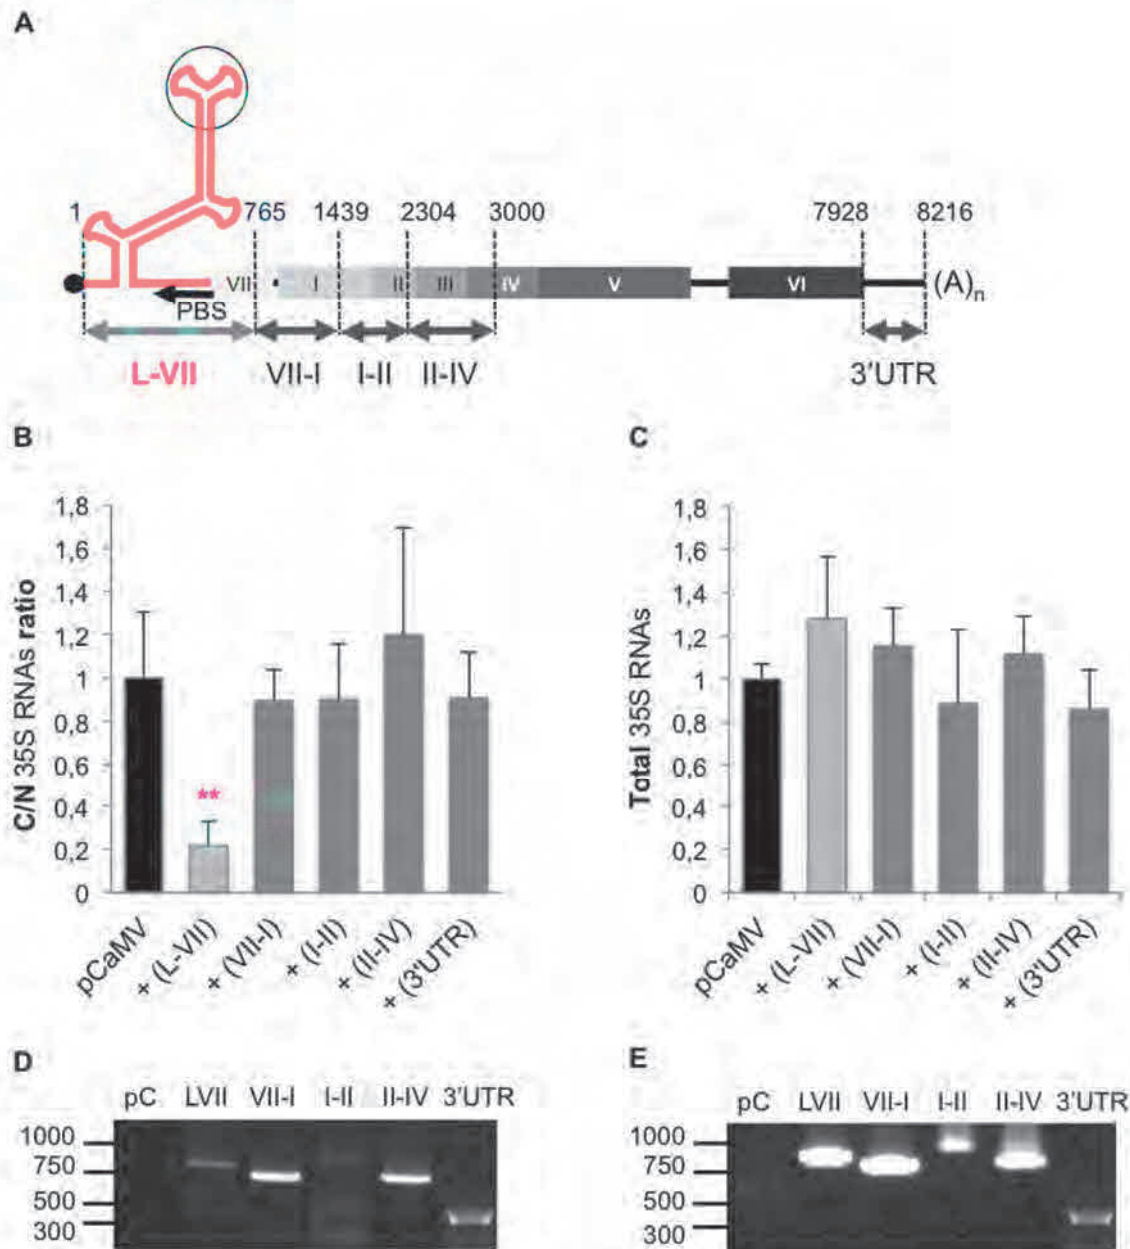 A
1 765 1439 2304 3000 7928 8216
VII I II III IV V VI (A)n
PBS
L-VII VII-I I-II II-IV 3'UTR
B
C/N 35S RNAs ratio
1,8
1,6
1,4
1,2
1
0,8
0,6
0,4
0,2
0
**
pCaMV
+ (L-VII)
+ (VII-I)
+ (I-II)
+ (II-IV)
+ (3'UTR)
C
Total 35S RNAs
1,8
1,6
1,4
1,2
1
0,8
0,6
0,4
0,2
0
pCaMV
+ (L-VII)
+ (VII-I)
+ (I-II)
+ (II-IV)
+ (3'UTR)
D
pC LVII VII-I I-II II-IV 3'UTR
1000
750
500
300
E
pC LVII VII-I I-II II-IV 3'UTR
1000
750
500
300